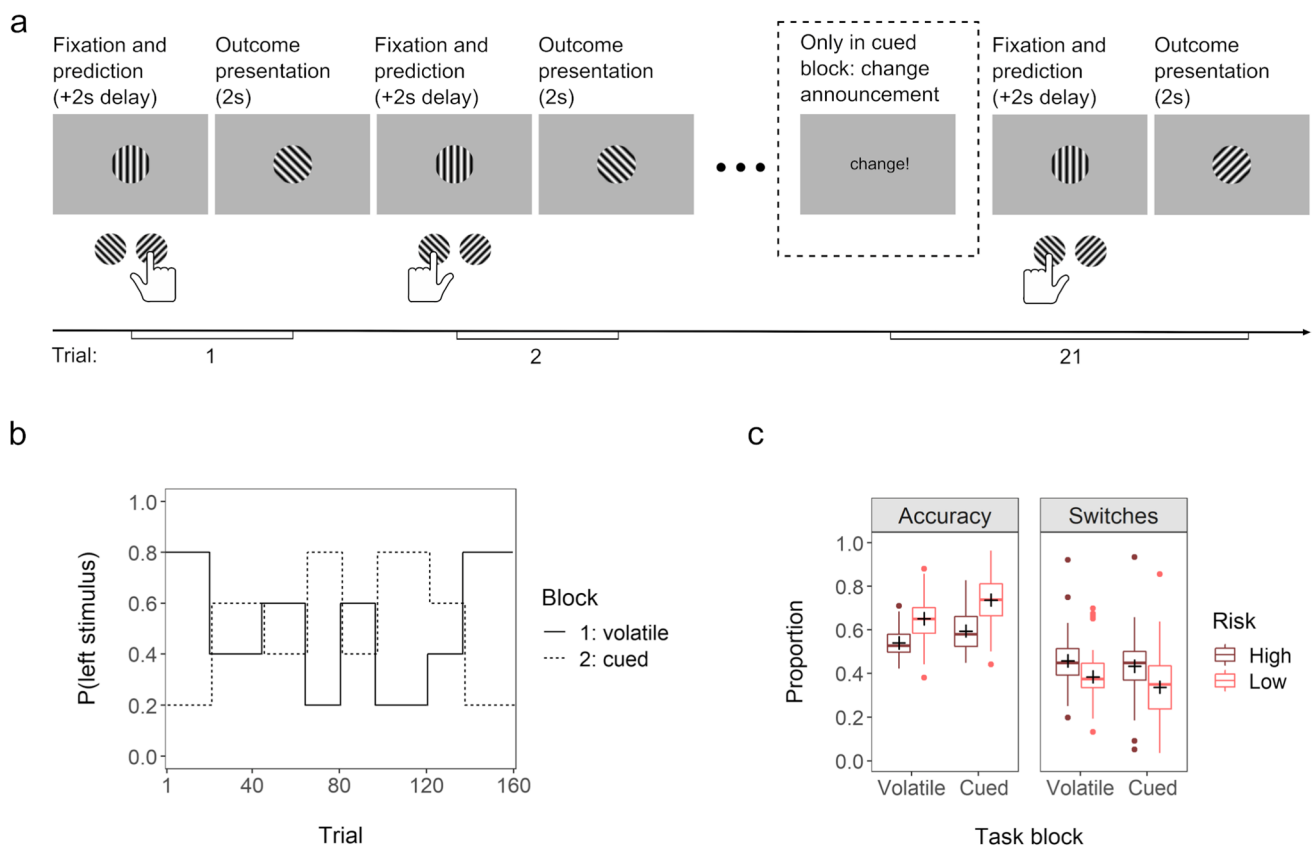 a
Fixation and
prediction
(+2s delay)
Outcome
presentation
(2s)
Fixation and
prediction
(+2s delay)
Outcome
presentation
(2s)
Only in cued
block: change
announcement
Fixation and
prediction
(+2s delay)
Outcome
presentation
(2s)
change!
Trial:
1
2
21
b
P(left stimulus)
1.0
0.8
0.6
0.4
0.2
0.0
1
40
80
120
160
Trial
Block
1: volatile
2: cued
c
Accuracy
Switches
Proportion
1.0
0.8
0.6
0.4
0.2
0.0
Volatile
Cued
Volatile
Cued
Task block
Risk
High
Low